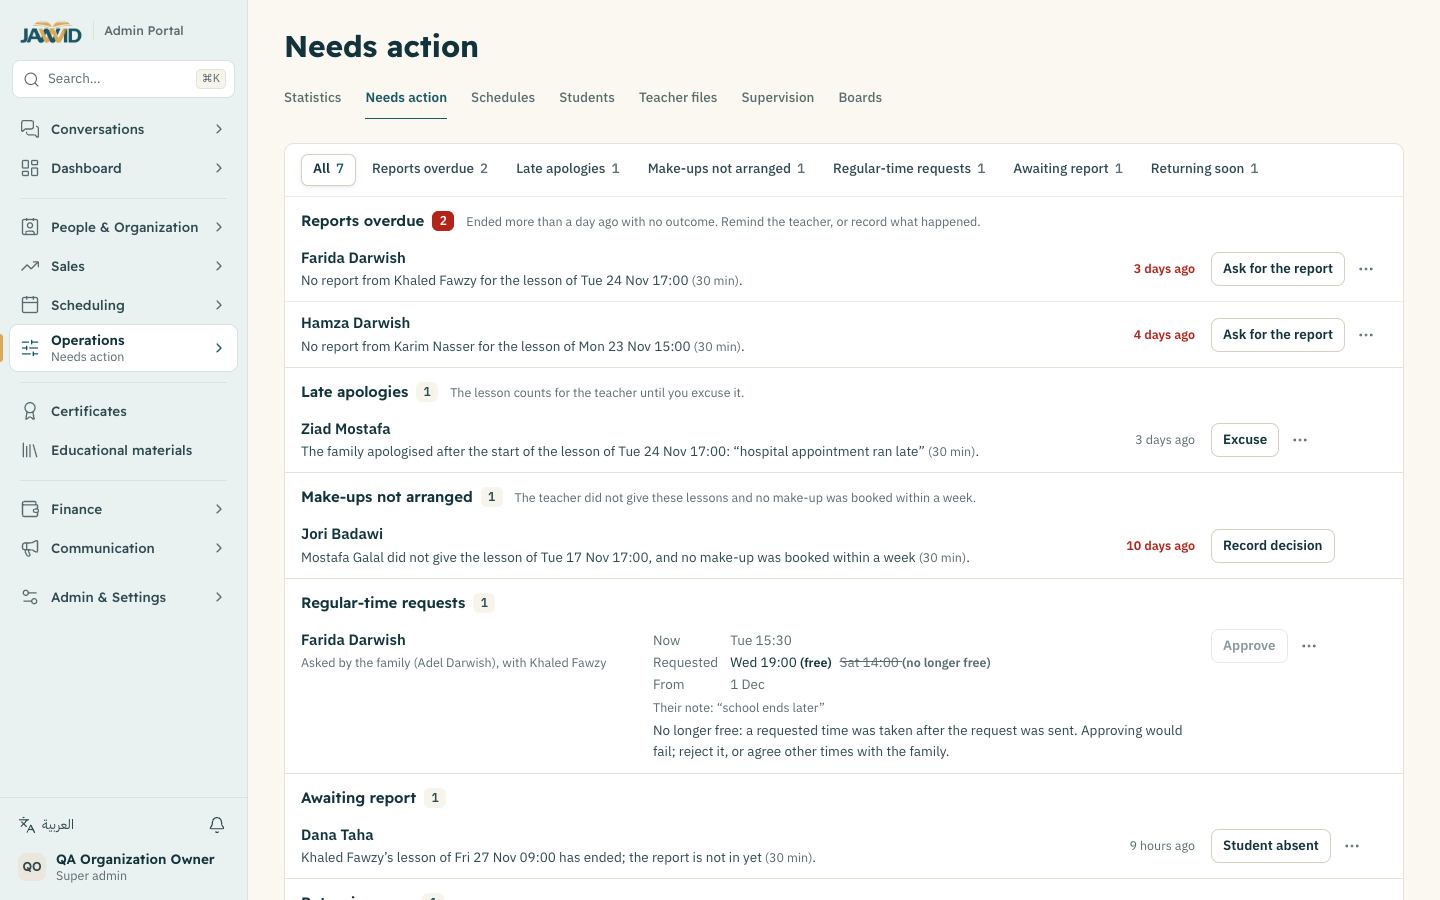 JAWWID
Admin Portal
Search...
⌘K
Conversations
Dashboard
People & Organization
Sales
Scheduling
Operations
Needs action
Certificates
Educational materials
Finance
Communication
Admin & Settings
العربية
QO
QA Organization Owner
Super admin
Needs action
Statistics Needs action Schedules Students Teacher files Supervision Boards
All 7 Reports overdue 2 Late apologies 1 Make-ups not arranged 1 Regular-time requests 1 Awaiting report 1 Returning soon 1
Reports overdue 2 Ended more than a day ago with no outcome. Remind the teacher, or record what happened.
Farida Darwish
No report from Khaled Fawzy for the lesson of Tue 24 Nov 17:00 (30 min).
3 days ago Ask for the report ···
Hamza Darwish
No report from Karim Nasser for the lesson of Mon 23 Nov 15:00 (30 min).
4 days ago Ask for the report ···
Late apologies 1 The lesson counts for the teacher until you excuse it.
Ziad Mostafa
The family apologised after the start of the lesson of Tue 24 Nov 17:00: “hospital appointment ran late” (30 min).
3 days ago Excuse ···
Make-ups not arranged 1 The teacher did not give these lessons and no make-up was booked within a week.
Jori Badawi
Mostafa Galal did not give the lesson of Tue 17 Nov 17:00, and no make-up was booked within a week (30 min).
10 days ago Record decision
Regular-time requests 1
Farida Darwish
Asked by the family (Adel Darwish), with Khaled Fawzy
Now Tue 15:30
Requested Wed 19:00 (free) Sat 14:00 (no longer free)
From 1 Dec
Their note: “school ends later”
No longer free: a requested time was taken after the request was sent. Approving would
fail; reject it, or agree other times with the family.
Approve ···
Awaiting report 1
Dana Taha
Khaled Fawzy’s lesson of Fri 27 Nov 09:00 has ended; the report is not in yet (30 min).
9 hours ago Student absent ···